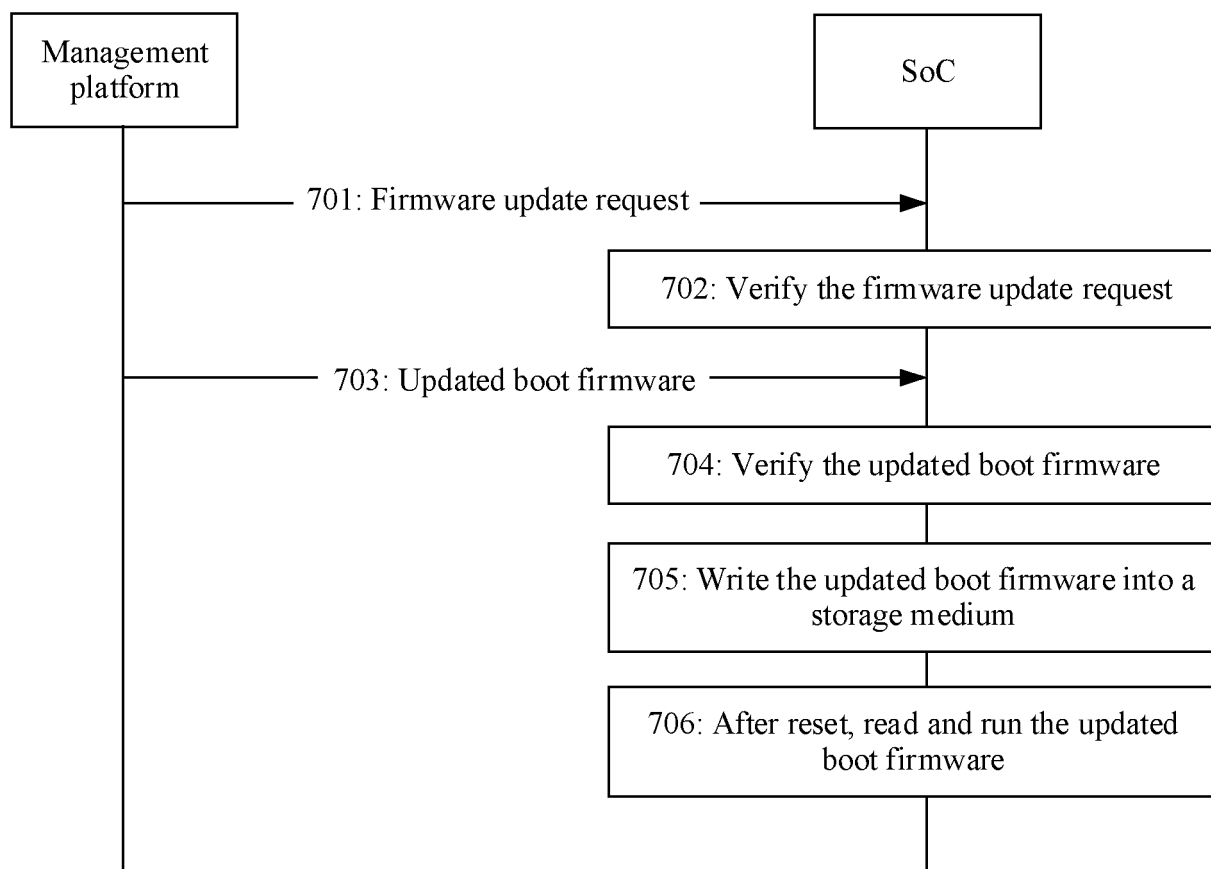 Management
platform
SoC
701: Firmware update request
702: Verify the firmware update request
703: Updated boot firmware
704: Verify the updated boot firmware
705: Write the updated boot firmware into a
storage medium
706: After reset, read and run the updated
boot firmware